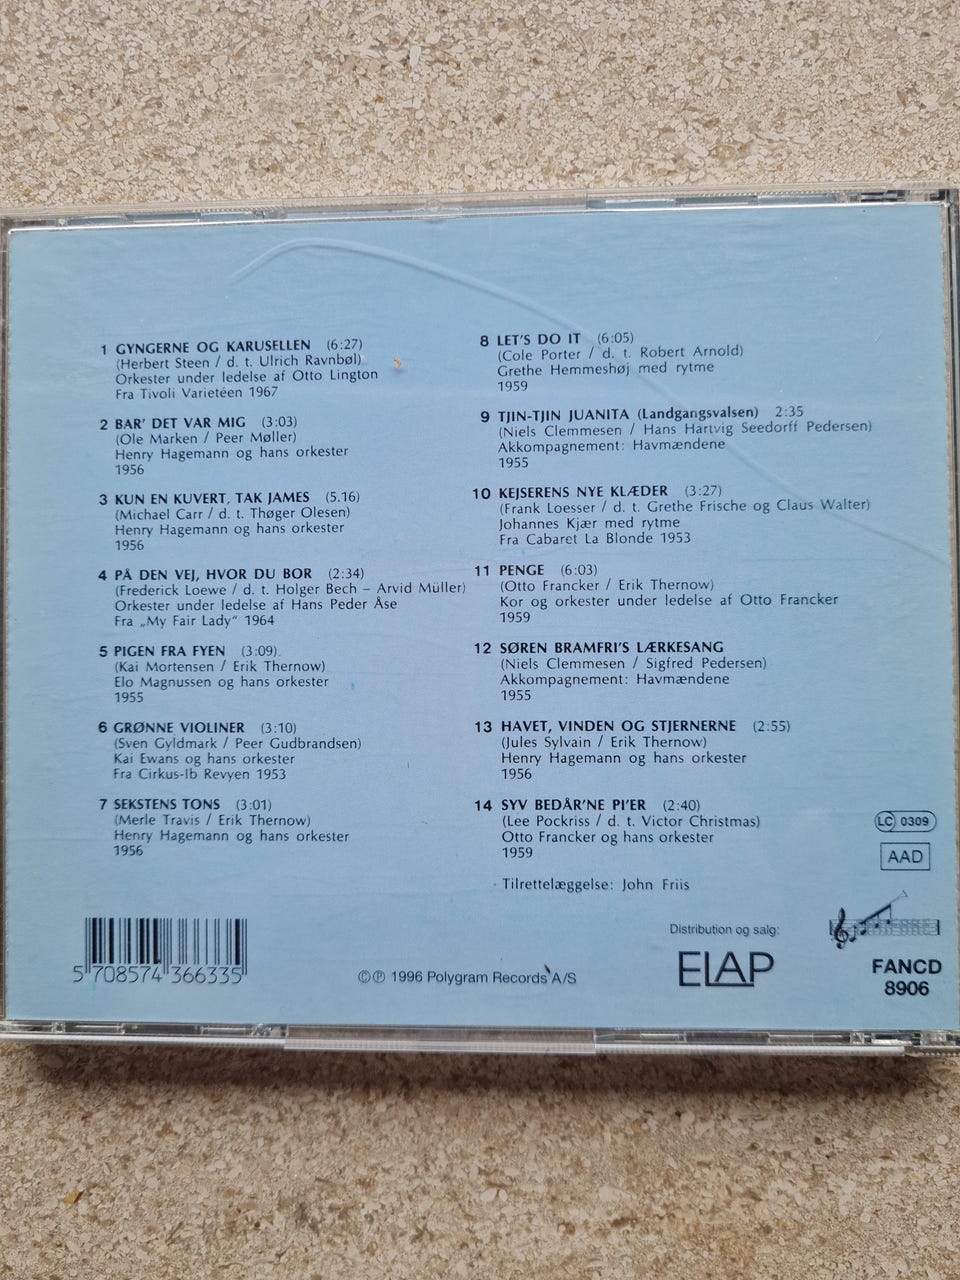 1 GYNGERNE OG KARUSELLEN (6:27)
(Herbert Steen / d. t. Ulrich Ravnbøl)
Orkester under ledelse af Otto Lington
Fra Tivoli Varietéen 1967
2 BAR' DET VAR MIG (3:03)
(Ole Marken / Peer Møller)
Henry Hagemann og hans orkester
1956
3 KUN EN KUVERT, TAK JAMES (5.16)
(Michael Carr / d. t. Thøger Olesen)
Henry Hagemann og hans orkester
1956
4 PÅ DEN VEJ, HVOR DU BOR (2:34)
(Frederick Loewe / d. t. Holger Bech – Arvid Müller)
Orkester under ledelse af Hans Peder Åse
Fra „My Fair Lady" 1964
5 PIGEN FRA FYEN (3:09).
(Kai Mortensen / Erik Thernow)
Elo Magnussen og hans orkester
1955
6 GRØNNE VIOLINER (3:10)
(Sven Gyldmark / Peer Gudbrandsen)
Kai Ewans og hans orkester
Fra Cirkus-Ib Revyen 1953
7 SEKSTENS TONS (3:01)
(Merle Travis / Erik Thernow)
Henry Hagemann og hans orkester
1956
8 LET'S DO IT (6:05)
(Cole Porter / d. t. Robert Arnold)
Grethe Hemmeshøj med rytme
1959
9 TJIN-TJIN JUANITA (Landgangsvalsen) 2:35
(Niels Clemmesen / Hans Hartvig Seedorff Pedersen)
Akkompagnement: Havmændene
1955
10 KEJSERENS NYE KLÆDER (3:27)
(Frank Loesser / d. t. Grethe Frische og Claus Walter)
Johannes Kjær med rytme
Fra Cabaret La Blonde 1953
11 PENGE (6:03)
(Otto Francker / Erik Thernow)
Kor og orkester under ledelse af Otto Francker
1959
12 SØREN BRAMFRI'S LÆRKESANG
(Niels Clemmesen / Sigfred Pedersen)
Akkompagnement: Havmændene
1955
13 HAVET, VINDEN OG STJERNERNE (2:55)
(Jules Sylvain / Erik Thernow)
Henry Hagemann og hans orkester
1956
14 SYV BEDÅR'NE PI'ER (2:40)
(Lee Pockriss / d. t. Victor Christmas)
Otto Francker og hans orkester
1959
Tilrettelæggelse: John Friis
LC 0309
AAD
5 708574 366335
©℗ 1996 Polygram Records A/S
Distribution og salg:
ELAP
FANCD
8906